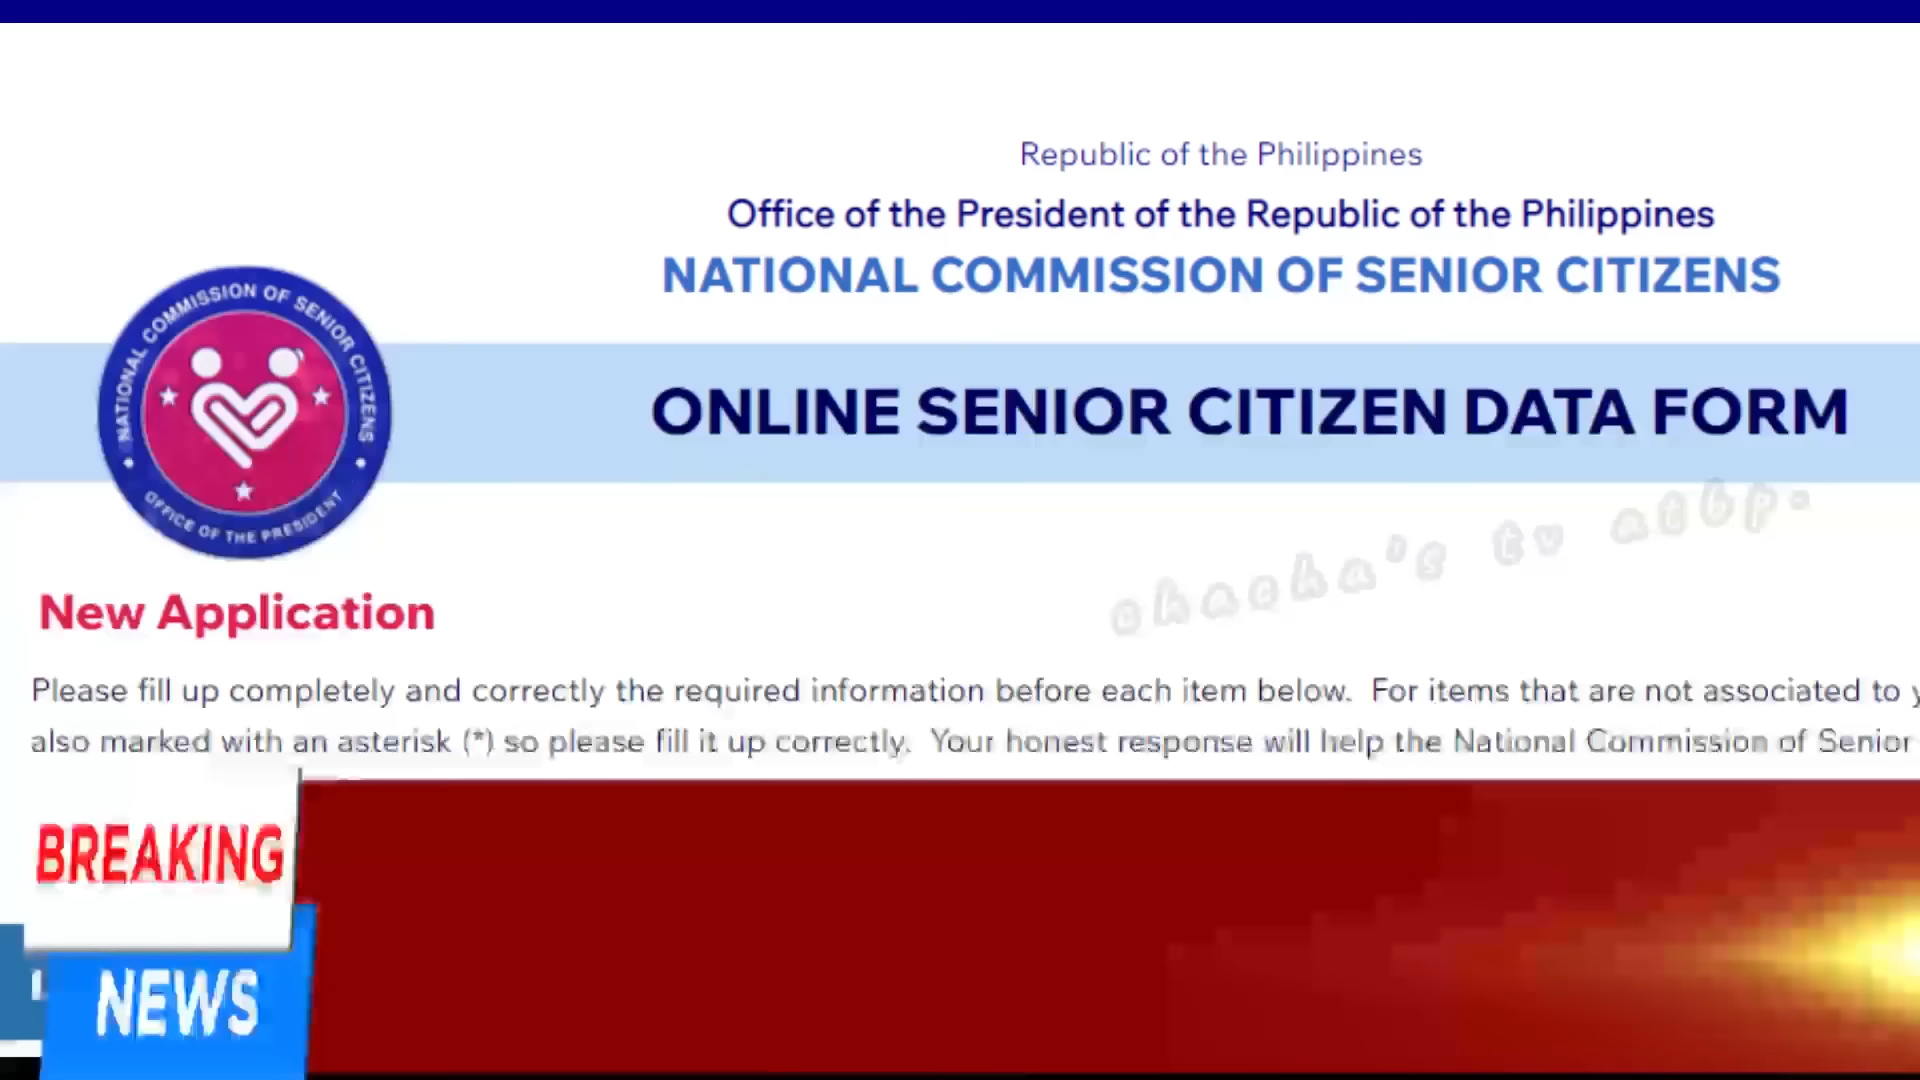 Republic of the Philippines
Office of the President of the Republic of the Philippines
NATIONAL COMMISSION OF SENIOR CITIZENS
NATIONAL COMMISSION OF SENIOR CITIZENS
OFFICE OF THE PRESIDENT
ONLINE SENIOR CITIZEN DATA FORM
chacha's tv atbp.
New Application
Please fill up completely and correctly the required information before each item below. For items that are not associated to
also marked with an asterisk (*) so please fill it up correctly. Your honest response will help the National Commission of Senior
BREAKING
NEWS